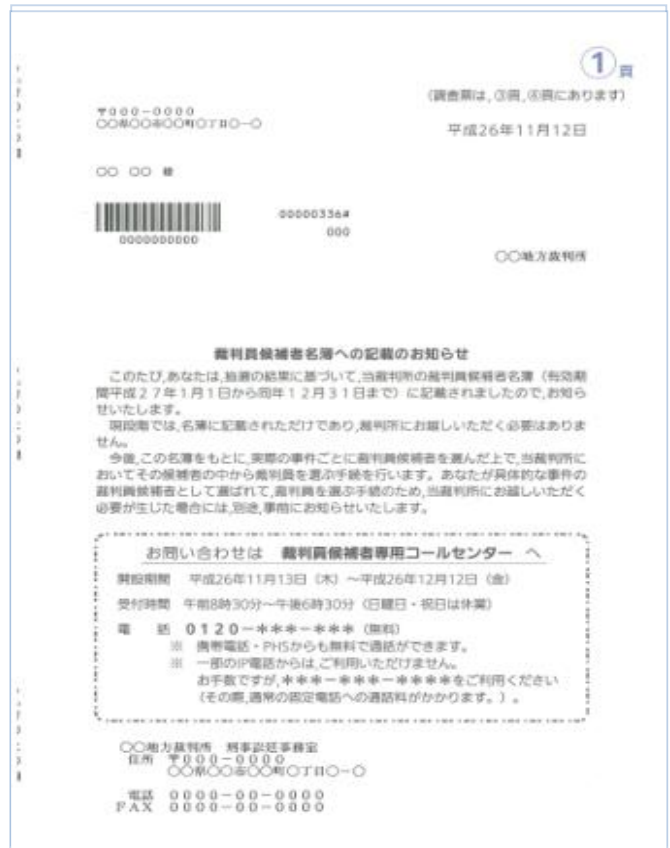 ①頁
(調査票は,③頁,④頁にあります)
〒000-0000
○○県○○市○○町○丁目○-○
平成26年11月12日
○○ ○○ 様
0000000000
000003364
000
○○地方裁判所
裁判員候補者名簿への記載のお知らせ
このたび,あなたは,抽選の結果に基づいて,当裁判所の裁判員候補者名簿(有効期
間平成27年1月1日から同年12月31日まで)に記載されましたので,お知ら
せいたします。
現段階では,名簿に記載されただけであり,裁判所にお越しいただく必要はありま
せん。
今後,この名簿をもとに,実際の事件ごとに裁判員候補者を選んだ上で,当裁判所に
おいてその候補者の中から裁判員を選ぶ手続を行います。あなたが具体的な事件の
裁判員候補者として選ばれて,裁判員を選ぶ手続のため,当裁判所にお越しいただく
必要が生じた場合には,別途,事前にお知らせいたします。
お問い合わせは 裁判員候補者専用コールセンター へ
開設期間 平成26年11月13日(木)~平成26年12月12日(金)
受付時間 午前8時30分~午後6時30分(日曜日・祝日は休業)
電 話 0120-***-***(無料)
※ 携帯電話・PHSからも無料で通話ができます。
※ 一部のIP電話からは,ご利用いただけません。
お手数ですが,***-***-****をご利用ください
(その際,通常の固定電話への通話料がかかります。)。
○○地方裁判所 刑事訟廷事務室
住所 〒000-0000
○○県○○市○○町○丁目○-○
電話 0000-00-0000
FAX 0000-00-0000